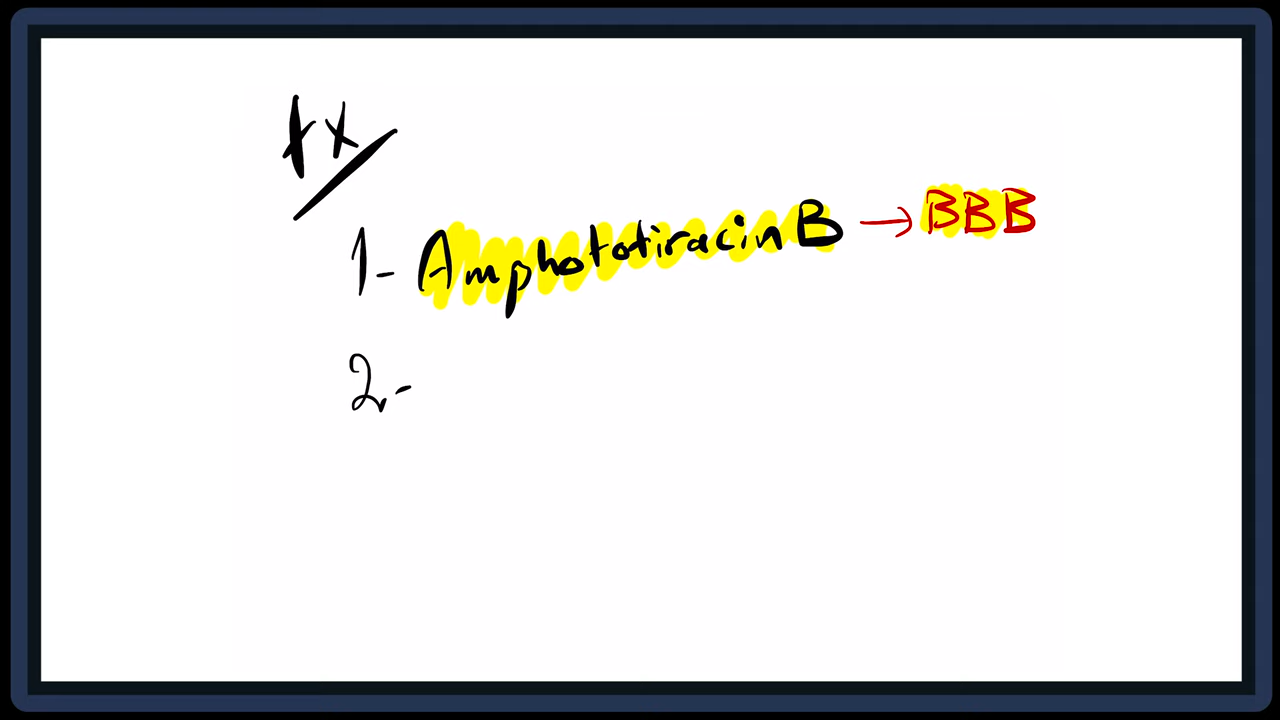 tx
1- Amphototiracin B → BBB
2-